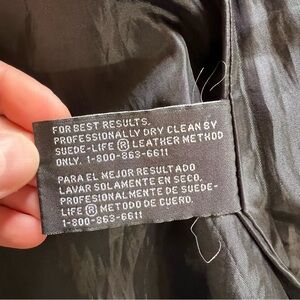 FOR BEST RESULTS,
PROFESSIONALLY DRY CLEAN BY
SUEDE-LIFE ® LEATHER METHOD
ONLY. 1-800-863-6611
PARA EL MEJOR RESULTADO
LAVAR SOLAMENTE EN SECO,
PROFESIONALMENTE DE SUEDE-
LIFE ® METODO DE CUERO.
1-800-863-6611